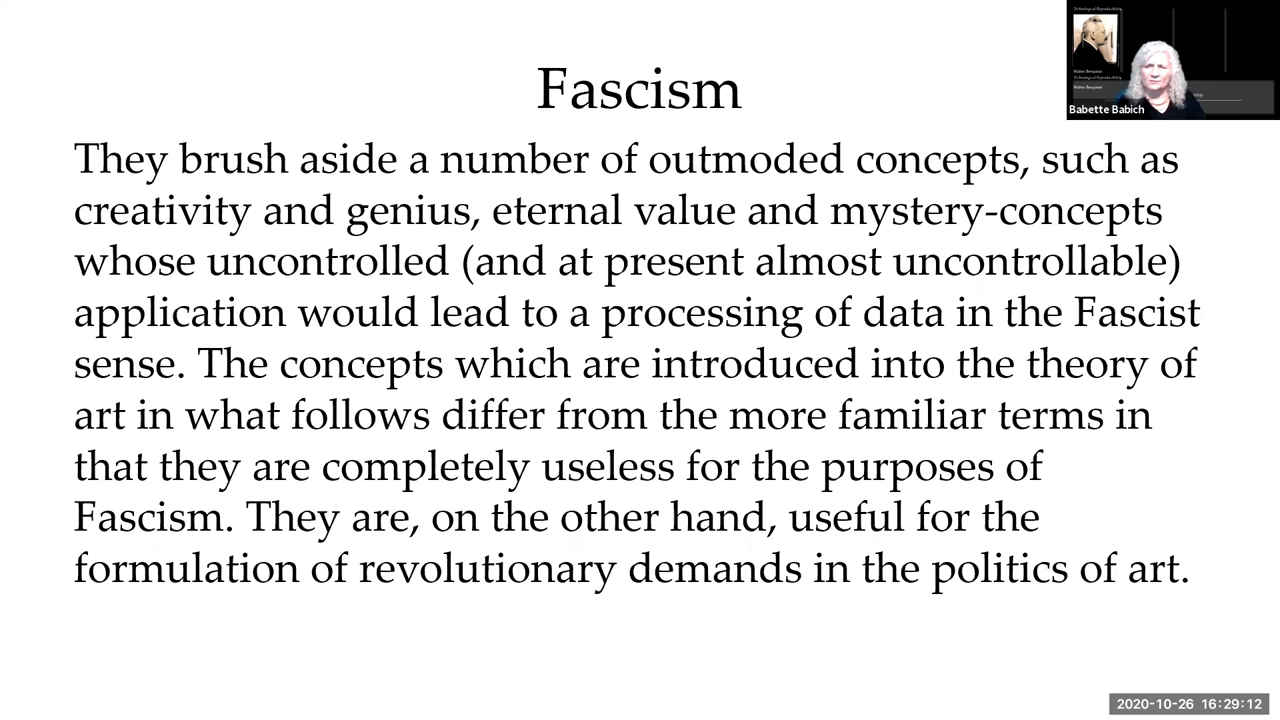 Fascism
They brush aside a number of outmoded concepts, such as
creativity and genius, eternal value and mystery-concepts
whose uncontrolled (and at present almost uncontrollable)
application would lead to a processing of data in the Fascist
sense. The concepts which are introduced into the theory of
art in what follows differ from the more familiar terms in
that they are completely useless for the purposes of
Fascism. They are, on the other hand, useful for the
formulation of revolutionary demands in the politics of art.
Babette Babich
2020-10-26 16:29:12